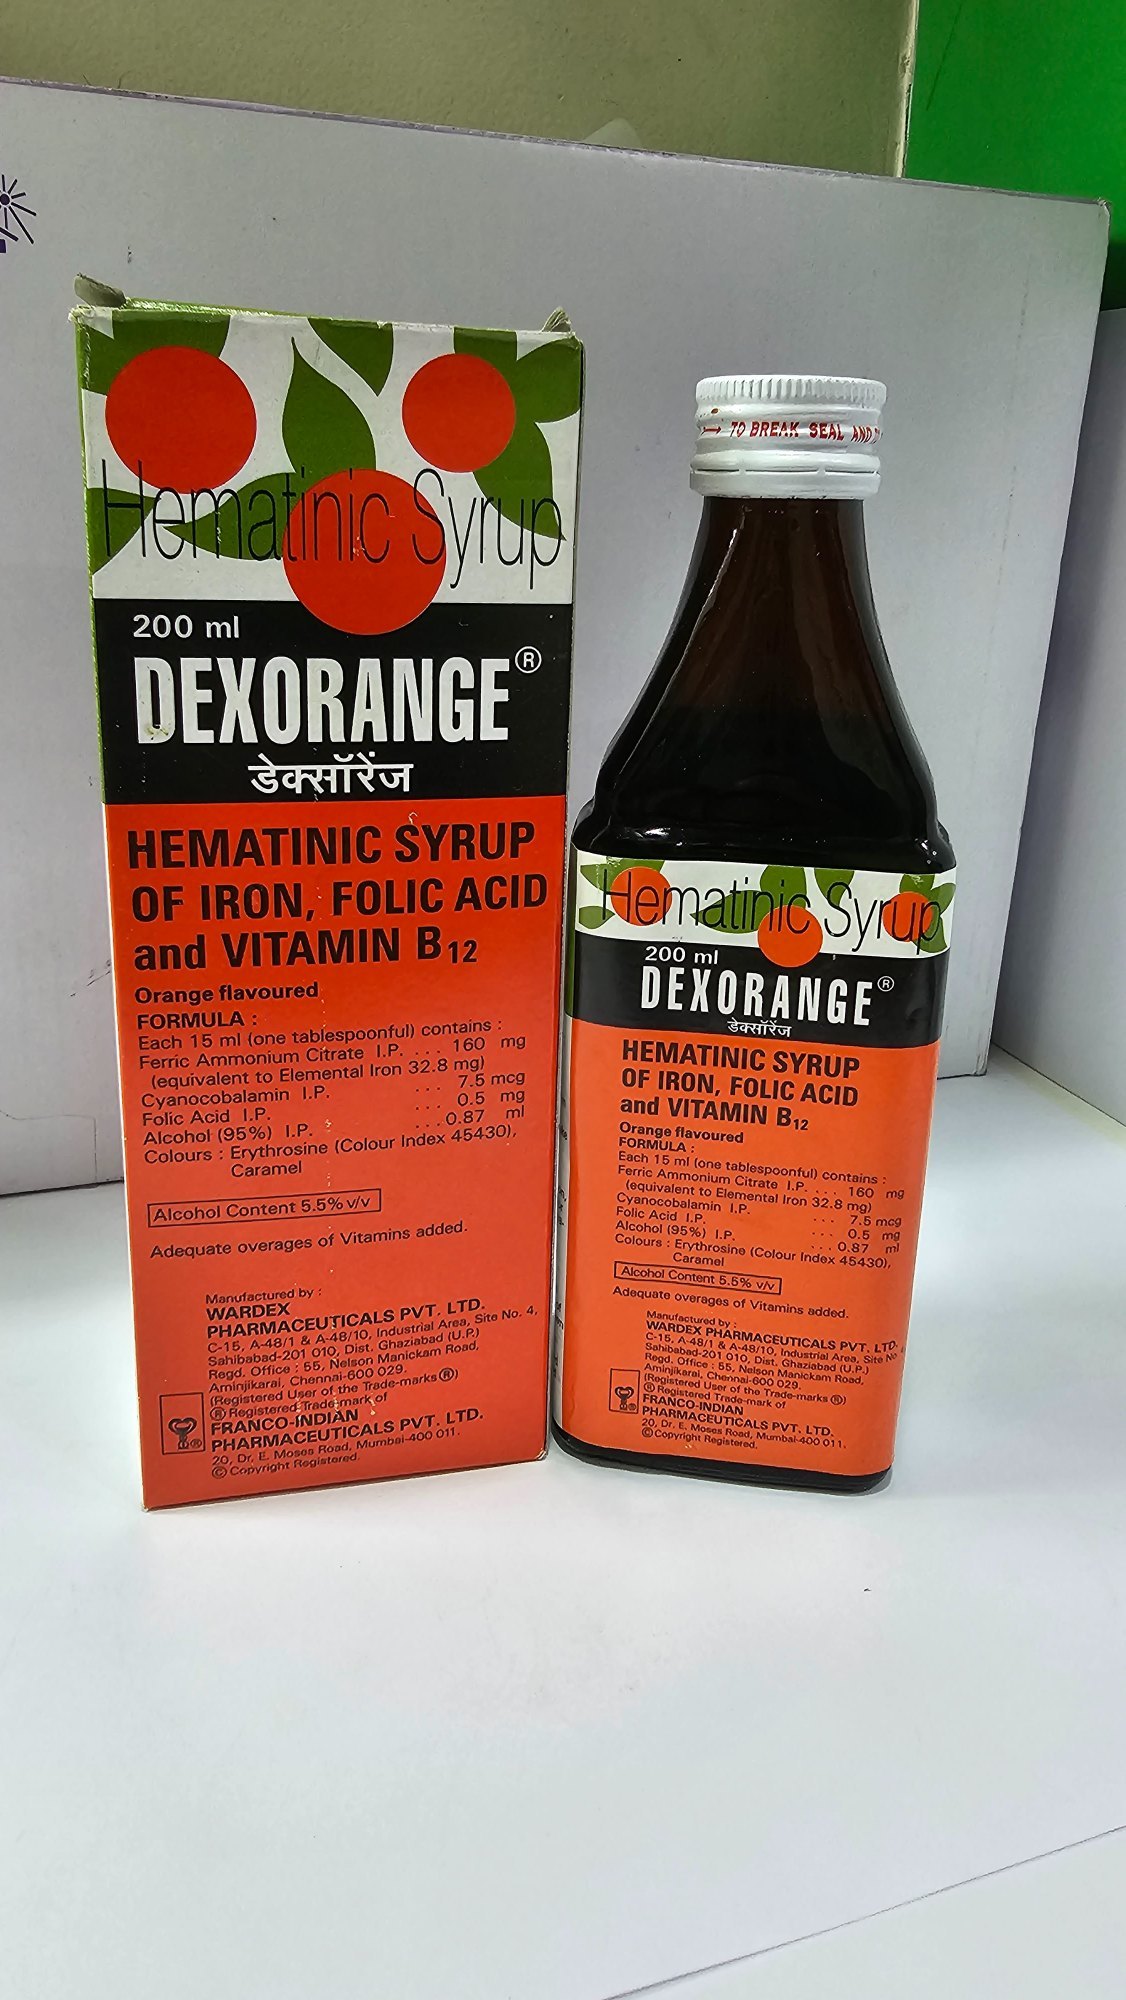 Hematinic Syrup
200 ml
DEXORANGE®
डेक्सॉरेंज
HEMATINIC SYRUP
OF IRON, FOLIC ACID
and VITAMIN B12
Orange flavoured
FORMULA :
Each 15 ml (one tablespoonful) contains :
Ferric Ammonium Citrate I.P. ... 160 mg
(equivalent to Elemental Iron 32.8 mg)
Cyanocobalamin I.P. ... 7.5 mcg
Folic Acid I.P. ... 0.5 mg
Alcohol (95%) I.P. ... 0.87 ml
Colours : Erythrosine (Colour Index 45430),
Caramel
Alcohol Content 5.5% v/v
Adequate overages of Vitamins added.
Manufactured by :
WARDEX
PHARMACEUTICALS PVT. LTD.
C-15, A-48/1 & A-48/10, Industrial Area, Site No. 4,
Sahibabad-201 010, Dist. Ghaziabad (U.P.)
Regd. Office : 55, Nelson Manickam Road,
Aminjikarai, Chennai-600 029.
(Registered User of the Trade-marks ®)
® Registered Trade-mark of
FRANCO-INDIAN
PHARMACEUTICALS PVT. LTD.
20, Dr. E. Moses Road, Mumbai-400 011.
© Copyright Registered.
TO BREAK SEAL AND
Hematinic Syrup
200 ml
DEXORANGE®
डेक्सॉरेंज
HEMATINIC SYRUP
OF IRON, FOLIC ACID
and VITAMIN B12
Orange flavoured
FORMULA :
Each 15 ml (one tablespoonful) contains :
Ferric Ammonium Citrate I.P. ... 160 mg
(equivalent to Elemental Iron 32.8 mg)
Cyanocobalamin I.P. ... 7.5 mcg
Folic Acid I.P. ... 0.5 mg
Alcohol (95%) I.P. ... 0.87 ml
Colours : Erythrosine (Colour Index 45430),
Caramel
Alcohol Content 5.5% v/v
Adequate overages of Vitamins added.
Manufactured by :
WARDEX PHARMACEUTICALS PVT. LTD.
C-15, A-48/1 & A-48/10, Industrial Area, Site No
Sahibabad-201 010, Dist. Ghaziabad (U.P.)
Regd. Office : 55, Nelson Manickam Road,
Aminjikarai, Chennai-600 029.
(Registered User of the Trade-marks ®)
® Registered Trade-mark of
FRANCO-INDIAN
PHARMACEUTICALS PVT. LTD.
20, Dr. E. Moses Road, Mumbai-400 011.
© Copyright Registered.